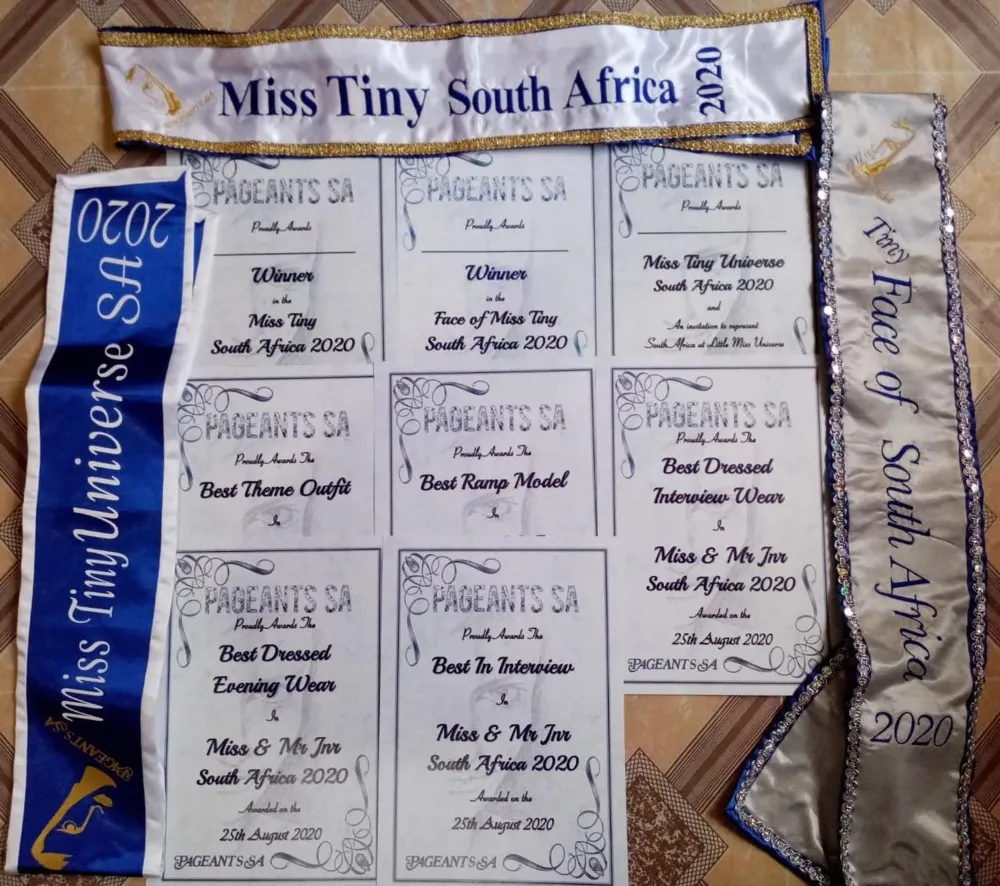 Miss Tiny South Africa 2020
Miss Tiny Universe SA 2020
PAGEANTS SA
Tiny Face of South Africa 2020
PAGEANTS SA
Proudly Awards
Winner
in the
Miss Tiny
South Africa 2020
PAGEANTS SA
Proudly Awards
Winner
in the
Face of Miss Tiny
South Africa 2020
PAGEANTS SA
Proudly Awards
Miss Tiny Universe
South Africa 2020
and
An invitation to represent
South Africa at Little Miss Universe
PAGEANTS SA
Proudly Awards The
Best Theme Outfit
In
PAGEANTS SA
Proudly Awards The
Best Ramp Model
In
PAGEANTS SA
Proudly Awards The
Best Dressed
Interview Wear
In
Miss & Mr Jnr
South Africa 2020
Awarded on the
25th August 2020
PAGEANTS SA
PAGEANTS SA
Proudly Awards The
Best Dressed
Evening Wear
In
Miss & Mr Jnr
South Africa 2020
Awarded on the
25th August 2020
PAGEANTS SA
PAGEANTS SA
Proudly Awards The
Best In Interview
In
Miss & Mr Jnr
South Africa 2020
Awarded on the
25th August 2020
PAGEANTS SA